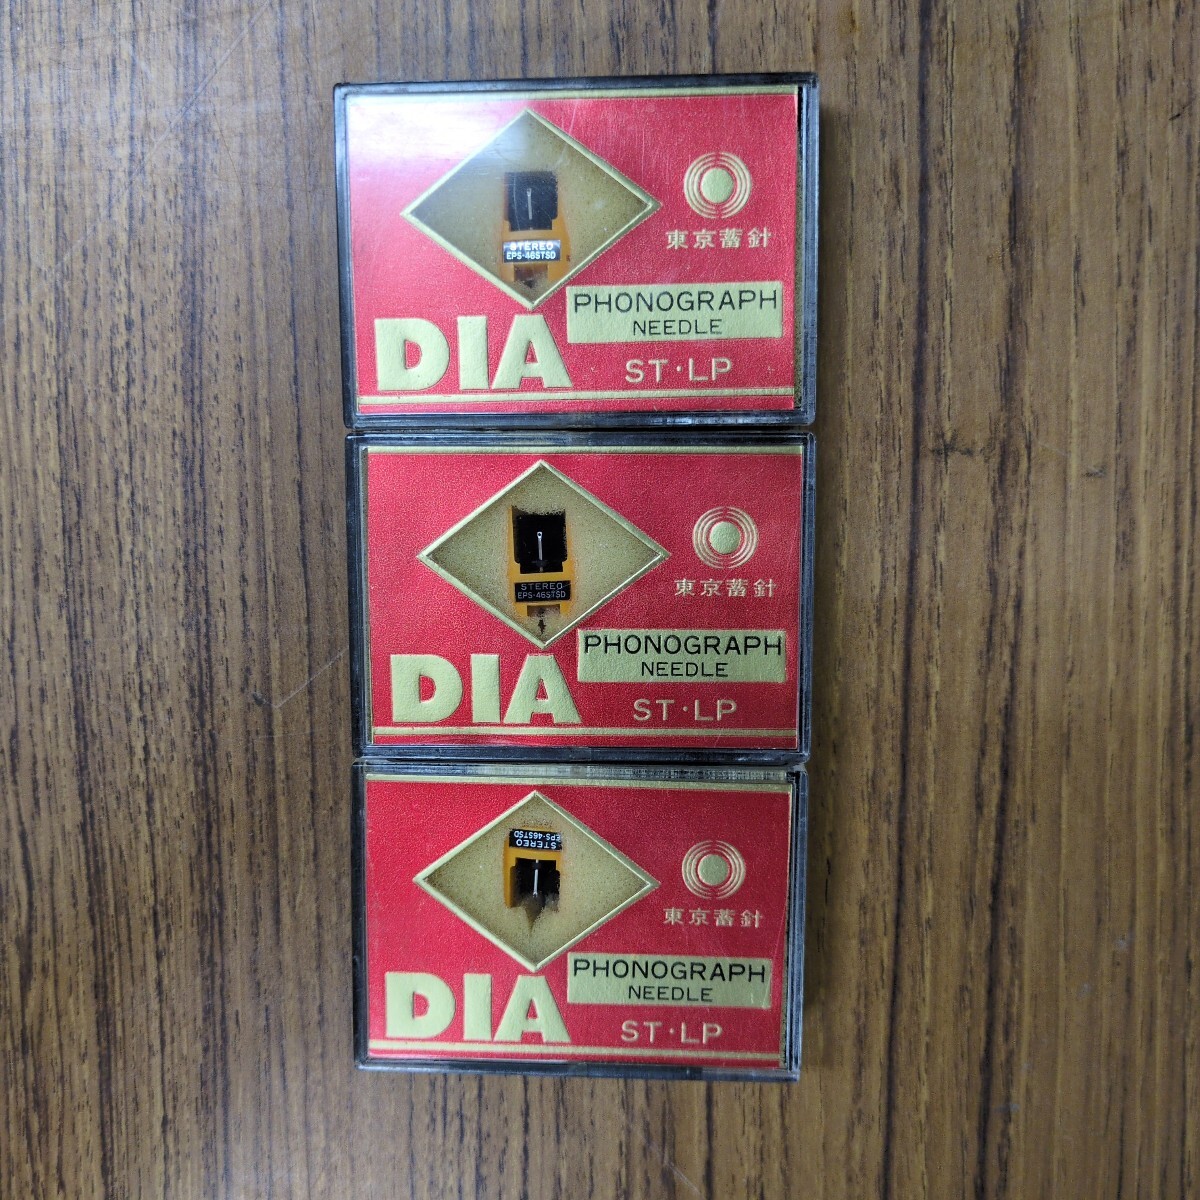 東京蓄針
STEREO
EPS-46STSD
PHONOGRAPH
NEEDLE
DIA
ST・LP
東京蓄針
STEREO
EPS-46STSD
PHONOGRAPH
NEEDLE
DIA
ST・LP
STEREO
EPS-46STSD
東京蓄針
PHONOGRAPH
NEEDLE
DIA
ST・LP